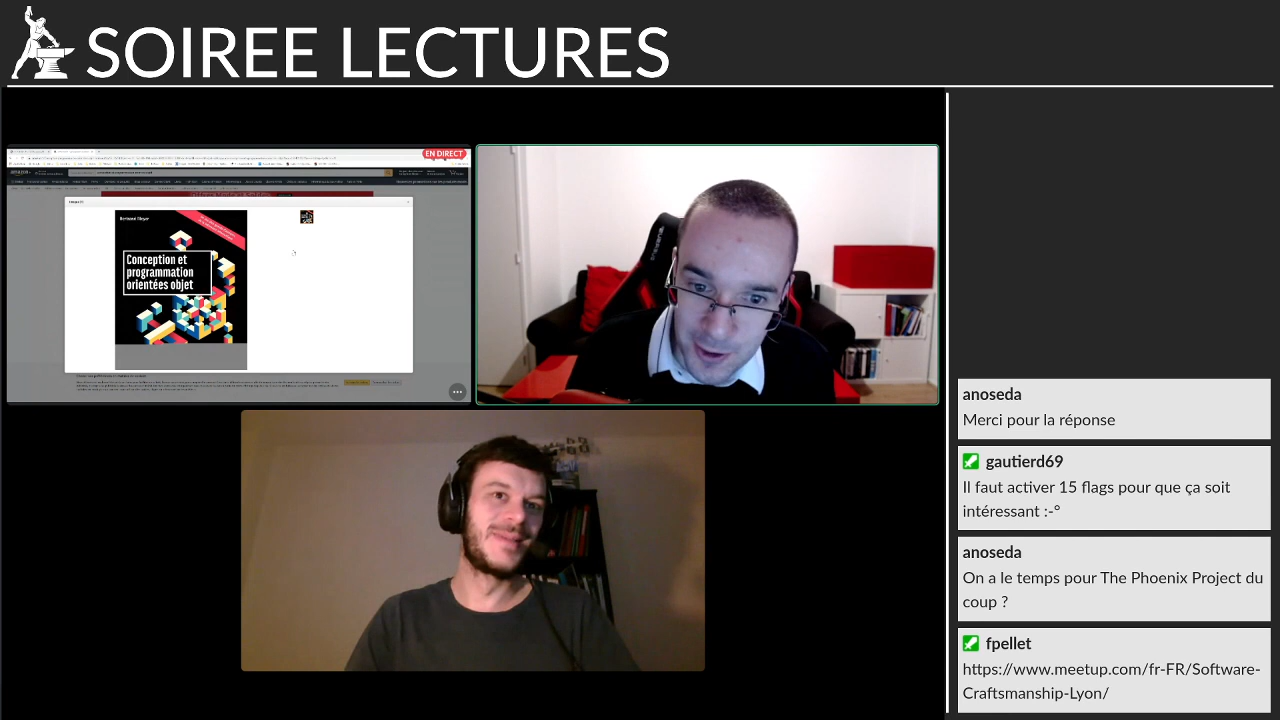 SOIREE LECTURES
EN DIRECT
Bertrand Meyer
Conception et
programmation
orientées objet
anoseda
Merci pour la réponse
gautierd69
Il faut activer 15 flags pour que ça soit
intéressant :-°
anoseda
On a le temps pour The Phoenix Project du
coup ?
fpellet
https://www.meetup.com/fr-FR/Software-
Craftsmanship-Lyon/